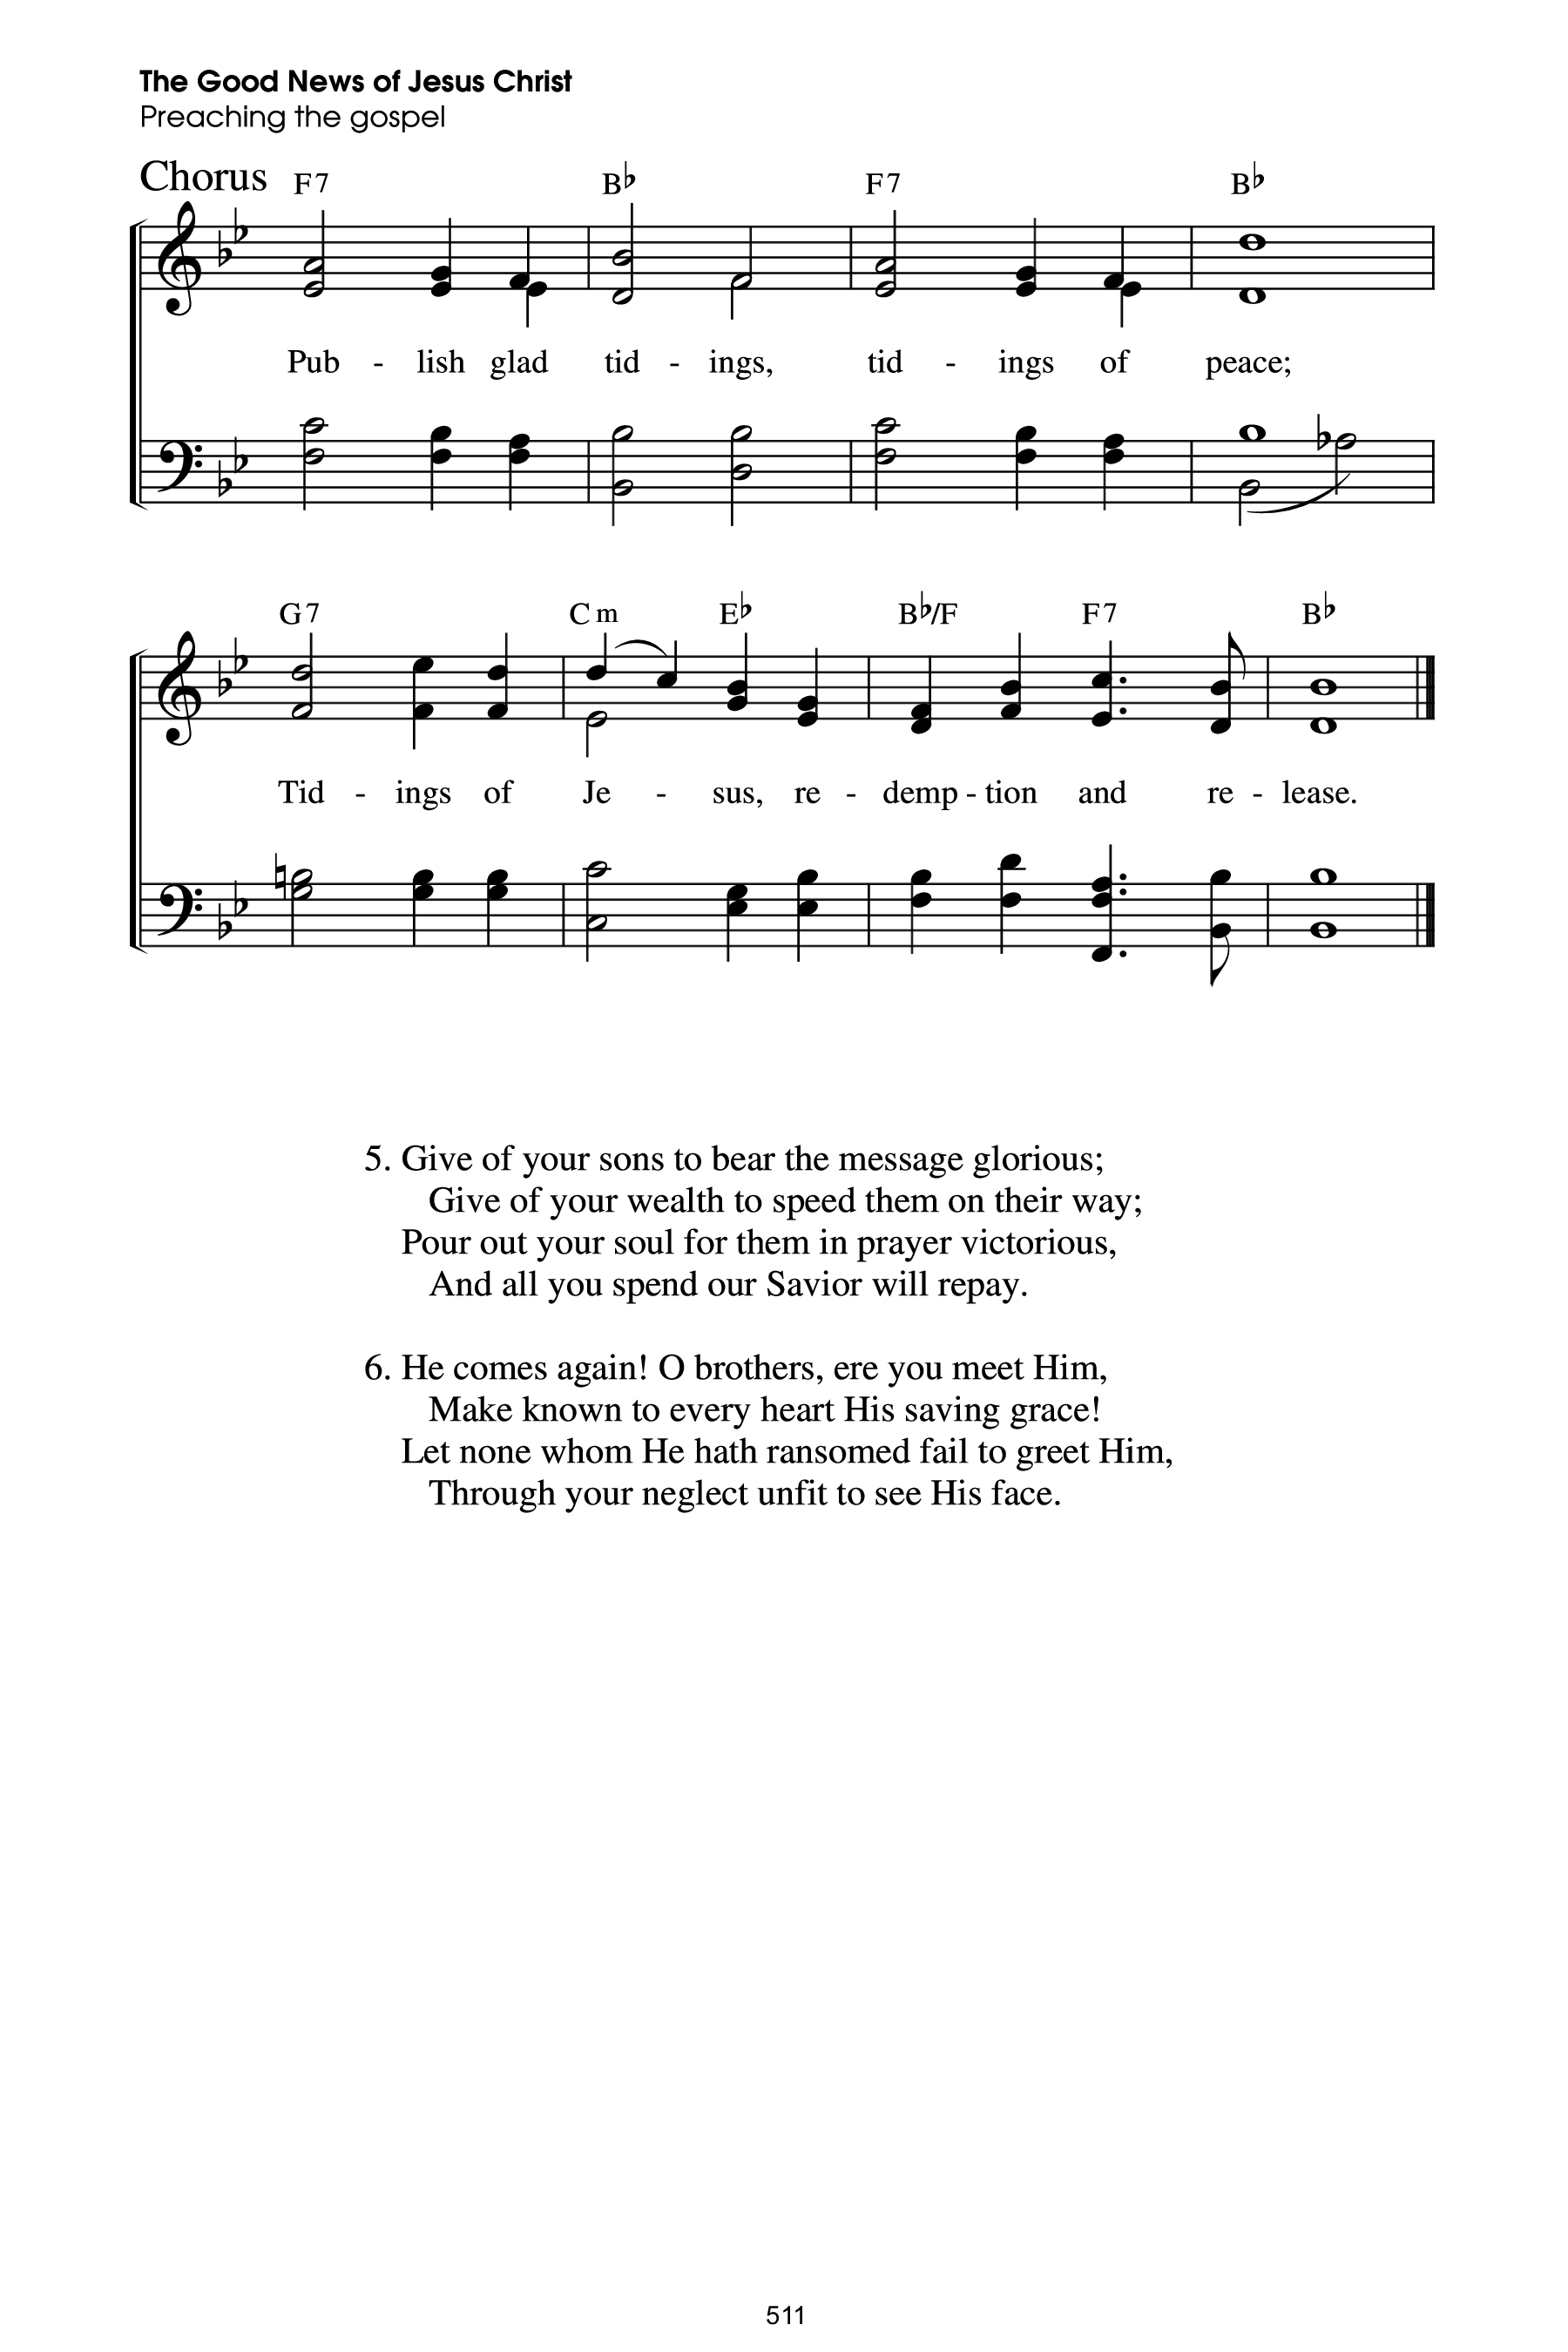 The Good News of Jesus Christ
Preaching the gospel
Chorus
F7 B♭ F7 B♭
Pub - lish glad tid - ings, tid - ings of peace;
G7 Cm E♭ B♭/F F7 B♭
Tid - ings of Je - sus, re - demp - tion and re - lease.
5. Give of your sons to bear the message glorious;
Give of your wealth to speed them on their way;
Pour out your soul for them in prayer victorious,
And all you spend our Savior will repay.
6. He comes again! O brothers, ere you meet Him,
Make known to every heart His saving grace!
Let none whom He hath ransomed fail to greet Him,
Through your neglect unfit to see His face.
511